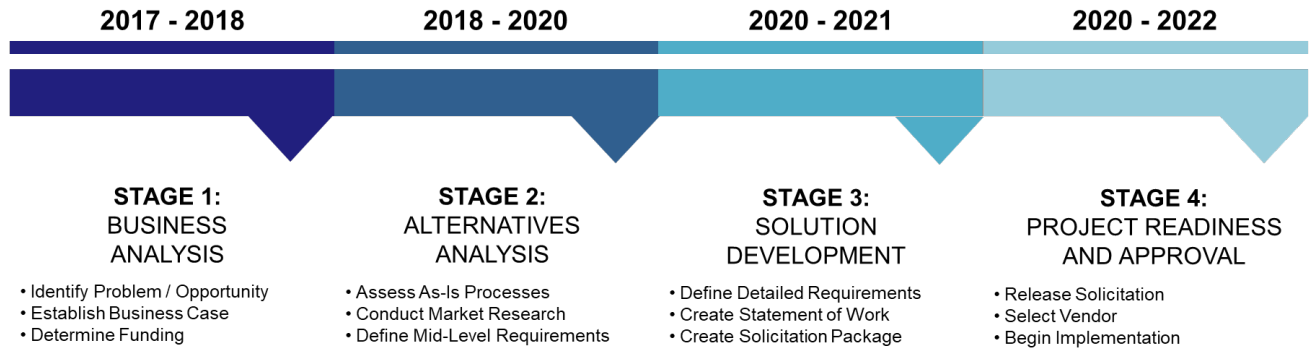 2017 - 2018
2018 - 2020
2020 - 2021
2020 - 2022
STAGE 1:
BUSINESS
ANALYSIS
• Identify Problem / Opportunity
• Establish Business Case
• Determine Funding
STAGE 2:
ALTERNATIVES
ANALYSIS
• Assess As-Is Processes
• Conduct Market Research
• Define Mid-Level Requirements
STAGE 3:
SOLUTION
DEVELOPMENT
• Define Detailed Requirements
• Create Statement of Work
• Create Solicitation Package
STAGE 4:
PROJECT READINESS
AND APPROVAL
• Release Solicitation
• Select Vendor
• Begin Implementation